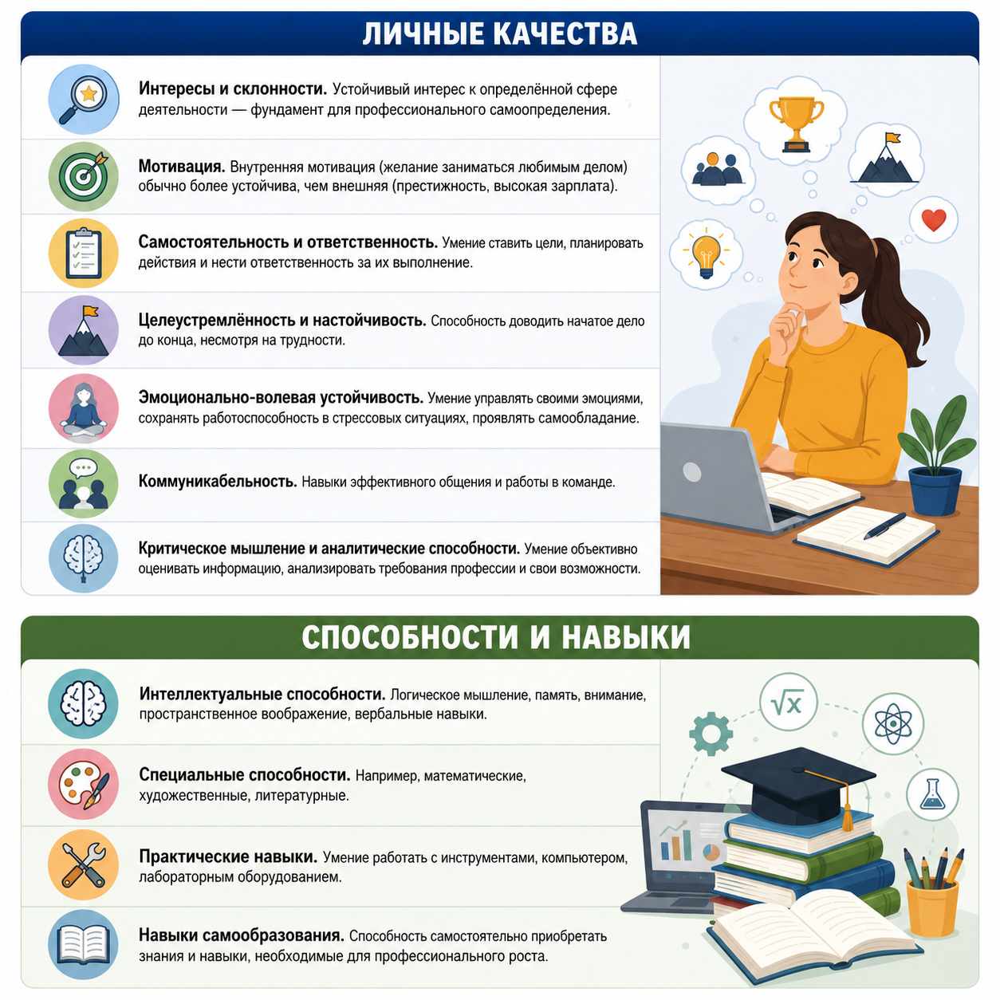 ЛИЧНЫЕ КАЧЕСТВА
Интересы и склонности. Устойчивый интерес к определённой сфере
деятельности — фундамент для профессионального самоопределения.
Мотивация. Внутренняя мотивация (желание заниматься любимым делом)
обычно более устойчива, чем внешняя (престижность, высокая зарплата).
Самостоятельность и ответственность. Умение ставить цели, планировать
действия и нести ответственность за их выполнение.
Целеустремлённость и настойчивость. Способность доводить начатое дело
до конца, несмотря на трудности.
Эмоционально-волевая устойчивость. Умение управлять своими эмоциями,
сохранять работоспособность в стрессовых ситуациях, проявлять самообладание.
Коммуникабельность. Навыки эффективного общения и работы в команде.
Критическое мышление и аналитические способности. Умение объективно
оценивать информацию, анализировать требования профессии и свои возможности.
СПОСОБНОСТИ И НАВЫКИ
Интеллектуальные способности. Логическое мышление, память, внимание,
пространственное воображение, вербальные навыки.
Специальные способности. Например, математические,
художественные, литературные.
Практические навыки. Умение работать с инструментами, компьютером,
лабораторным оборудованием.
Навыки самообразования. Способность самостоятельно приобретать
знания и навыки, необходимые для профессионального роста.
√x